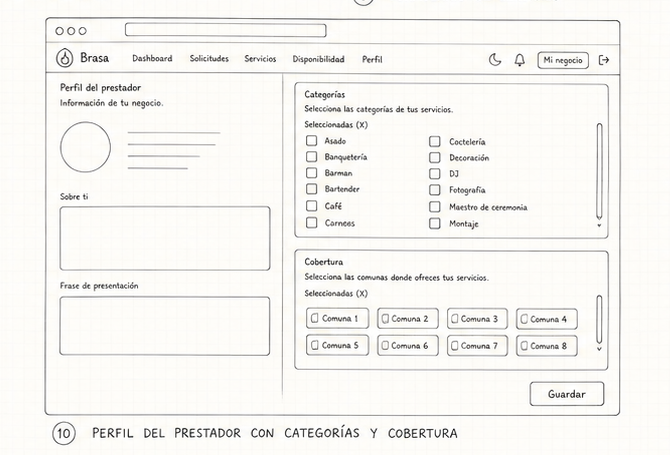 Brasa Dashboard Solicitudes Servicios Disponibilidad Perfil Mi negocio
Perfil del prestador
Información de tu negocio.
Sobre ti
Frase de presentación
Categorías
Selecciona las categorías de tus servicios.
Seleccionadas (X)
Asado Coctelería
Banquetería Decoración
Barman DJ
Bartender Fotografía
Café Maestro de ceremonia
Carneos Montaje
Cobertura
Selecciona las comunas donde ofreces tus servicios.
Seleccionadas (X)
Comuna 1 Comuna 2 Comuna 3 Comuna 4
Comuna 5 Comuna 6 Comuna 7 Comuna 8
Guardar
10 PERFIL DEL PRESTADOR CON CATEGORÍAS Y COBERTURA